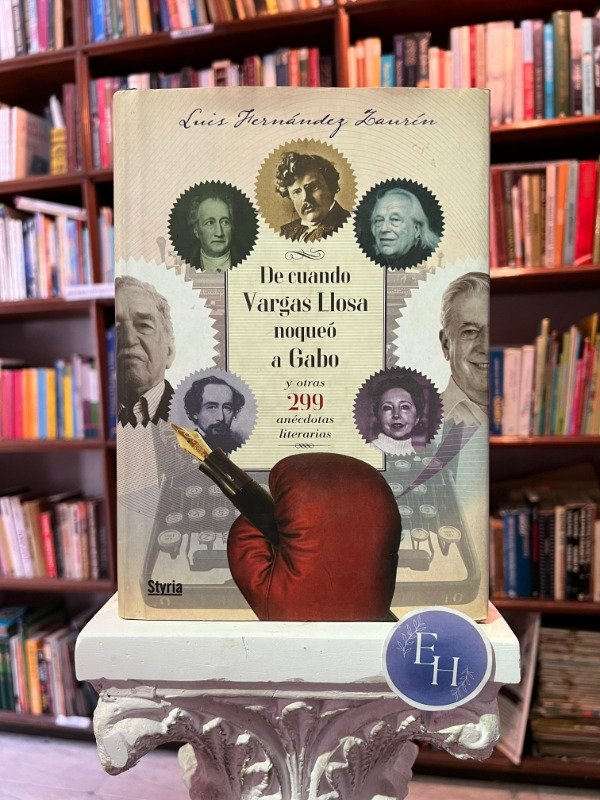 Luis Fernández Zaurín
De cuando
Vargas Llosa
noqueó
a Gabo
y otras
299
anécdotas
literarias
Styria
EH